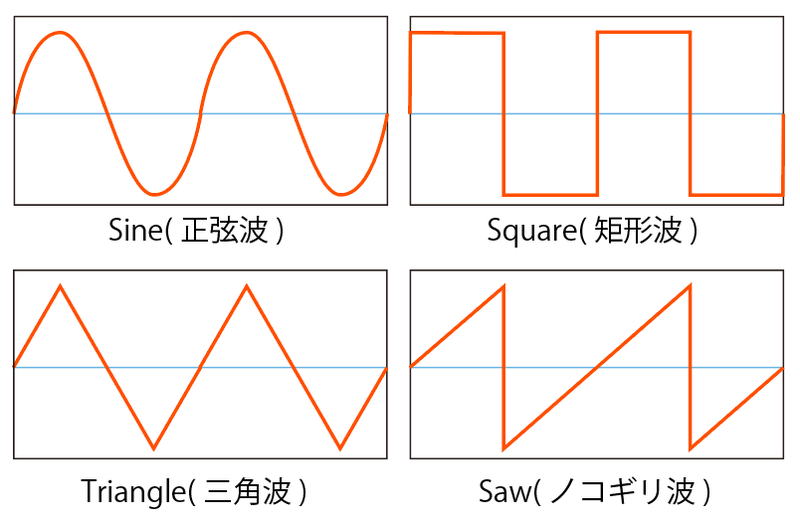 Sine( 正弦波 )
Square( 矩形波 )
Triangle( 三角波 )
Saw( ノコギリ波 )